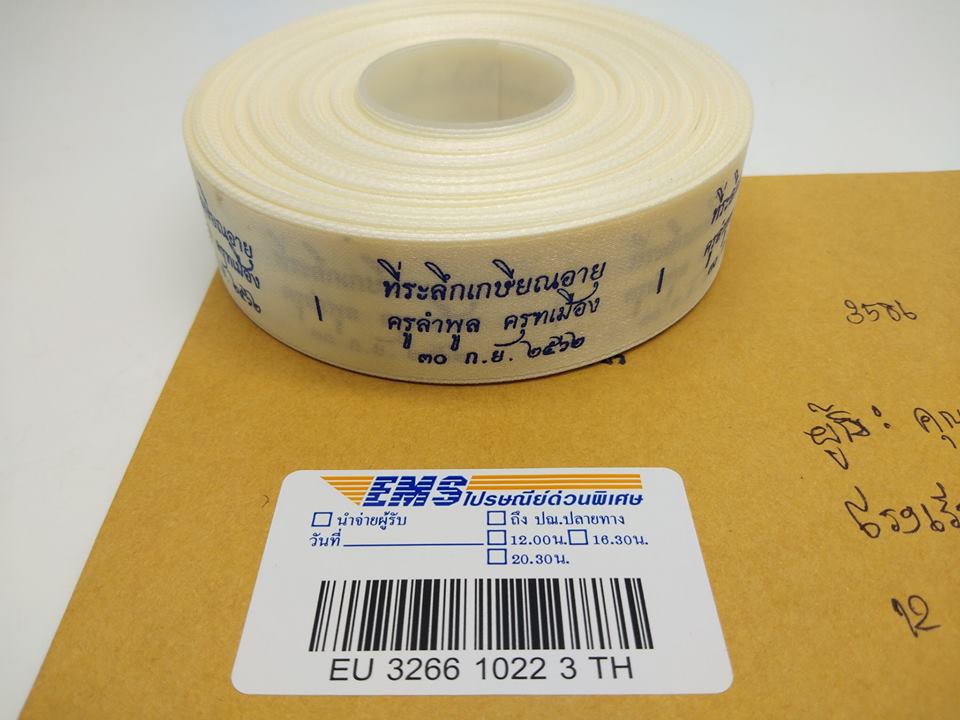 ที่ระลึกเกษียณอายุ
ครูลำพูล ครุฑเมือง
๓๐ ก.ย. ๒๕๖๒
EMS ไปรษณีย์ด่วนพิเศษ
นำจ่ายผู้รับ
ถึง ปณ.ปลายทาง
วันที่
12.00น. 16.30น.
20.30น.
EU 3266 1022 3 TH
คุณ
12